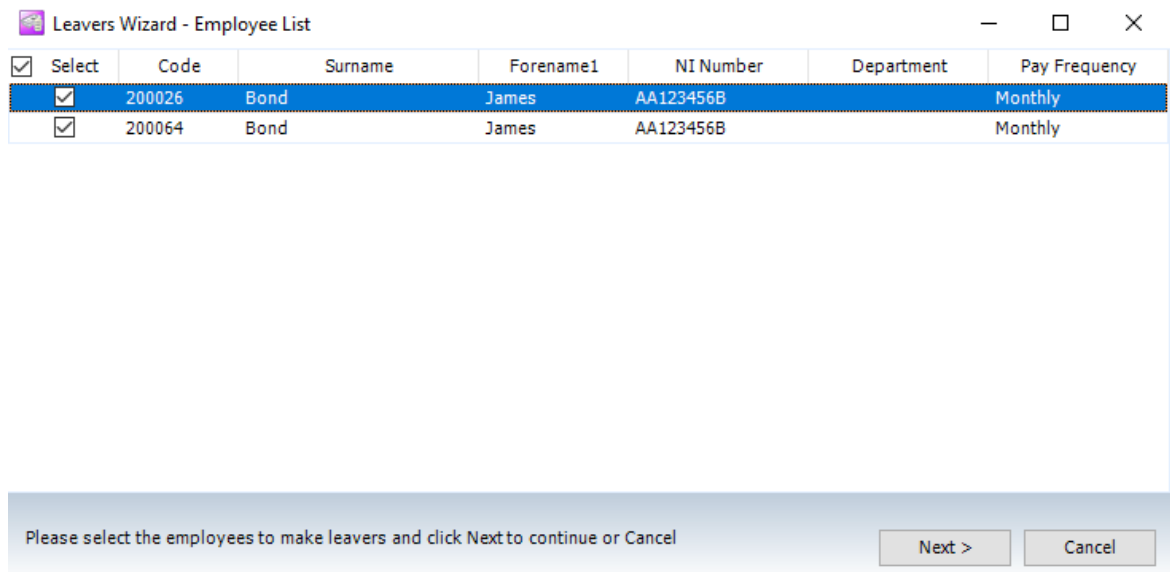 Leavers Wizard - Employee List
Select Code Surname Forename1 NI Number Department Pay Frequency
200026 Bond James AA123456B Monthly
200064 Bond James AA123456B Monthly
Please select the employees to make leavers and click Next to continue or Cancel
Next > Cancel